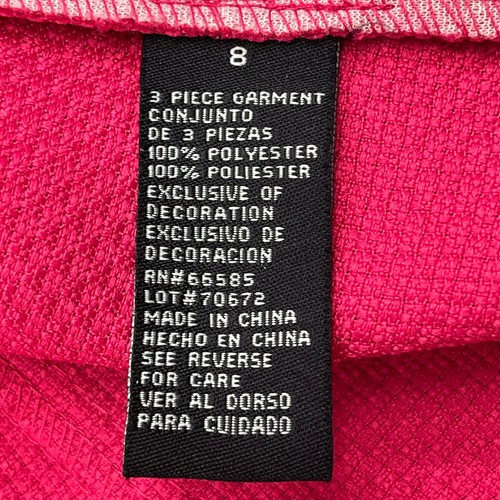 8
3 PIECE GARMENT
CONJUNTO
DE 3 PIEZAS
100% POLYESTER
100% POLIESTER
EXCLUSIVE OF
DECORATION
EXCLUSIVO DE
DECORACION
RN#66585
LOT#70672
MADE IN CHINA
HECHO EN CHINA
SEE REVERSE
FOR CARE
VER AL DORSO
PARA CUIDADO